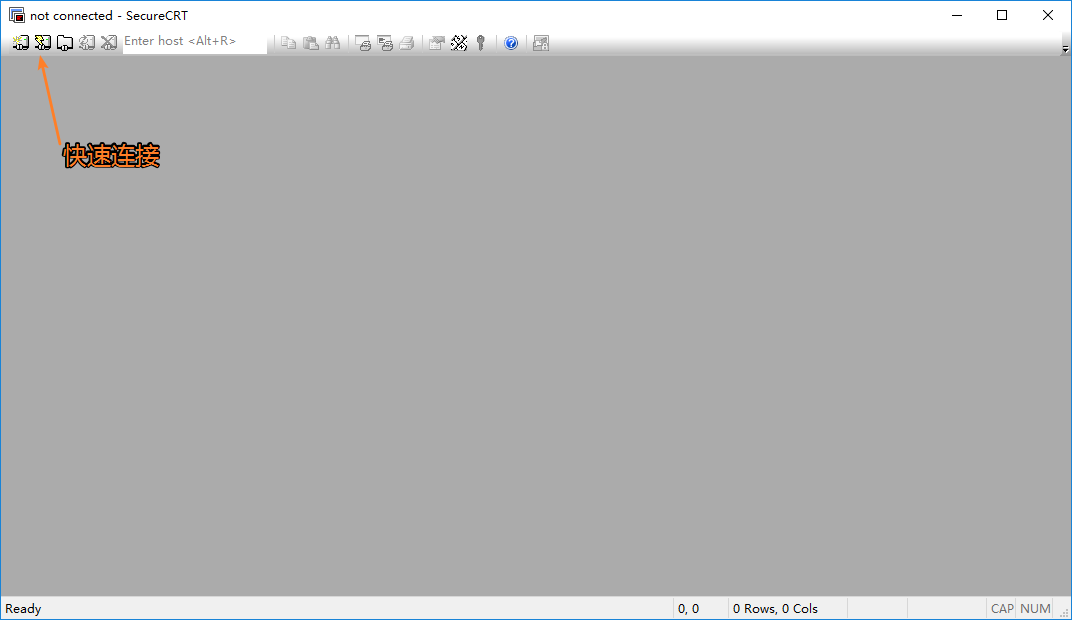 not connected - SecureCRT
Enter host <Alt+R>
快速连接
Ready
0, 0
0 Rows, 0 Cols
CAP
NUM